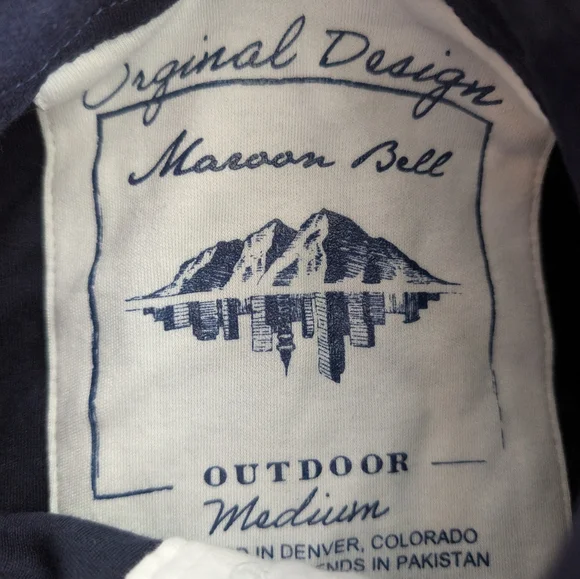 Orginal Design
Maroon Bell
OUTDOOR
Medium
IN DENVER, COLORADO
IN PAKISTAN